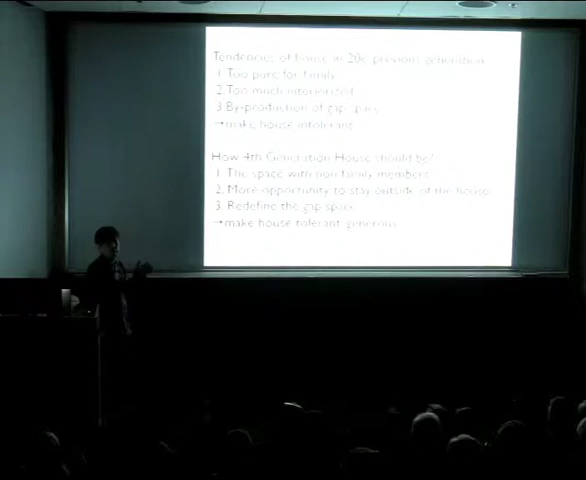 Tendencies of house in 20c previous generation
1 Too pure for family
2. Too much interiorized
3 By-production of gap space
→make house intolerant
How 4th Generation House should be?
1. The space with non family members
2. More opportunity to stay outside of the house
3. Redefine the gap space
→make house tolerant generous